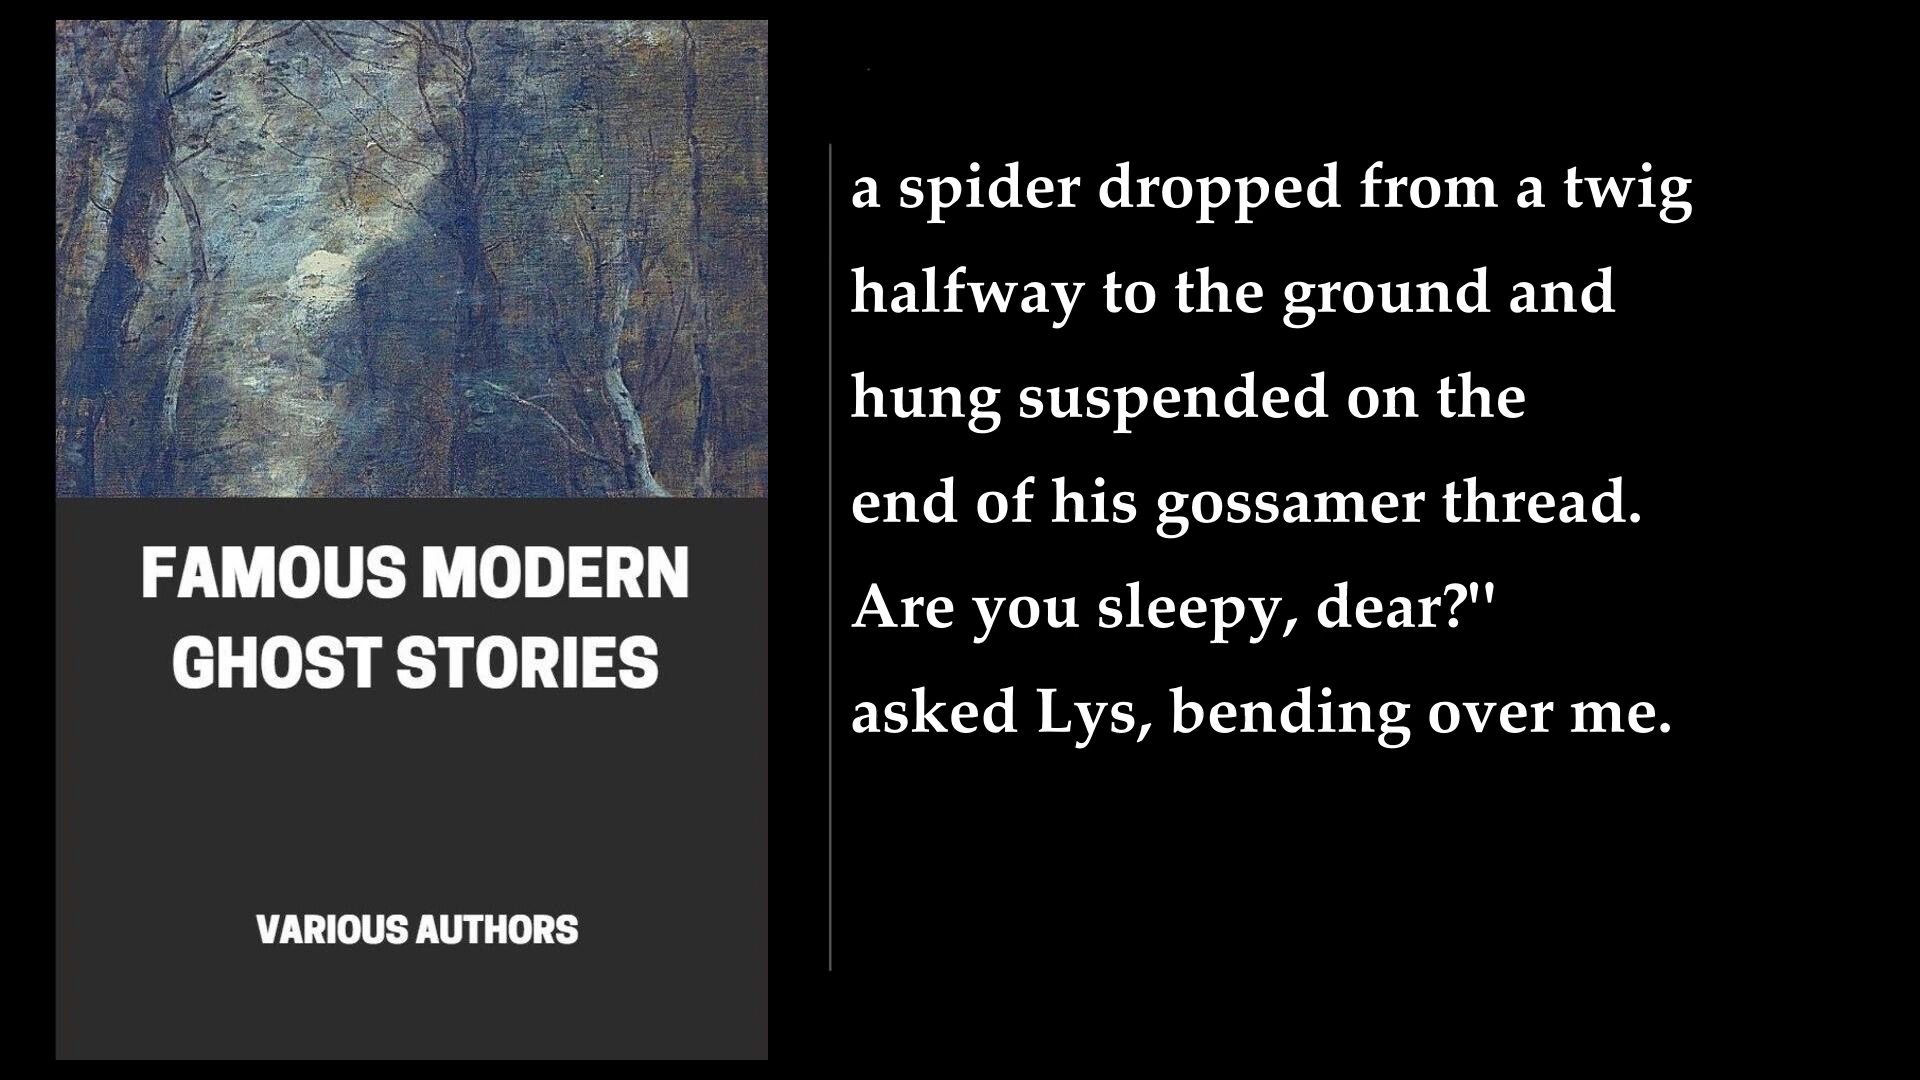 FAMOUS MODERN
GHOST STORIES
VARIOUS AUTHORS
a spider dropped from a twig
halfway to the ground and
hung suspended on the
end of his gossamer thread.
Are you sleepy, dear?"
asked Lys, bending over me.